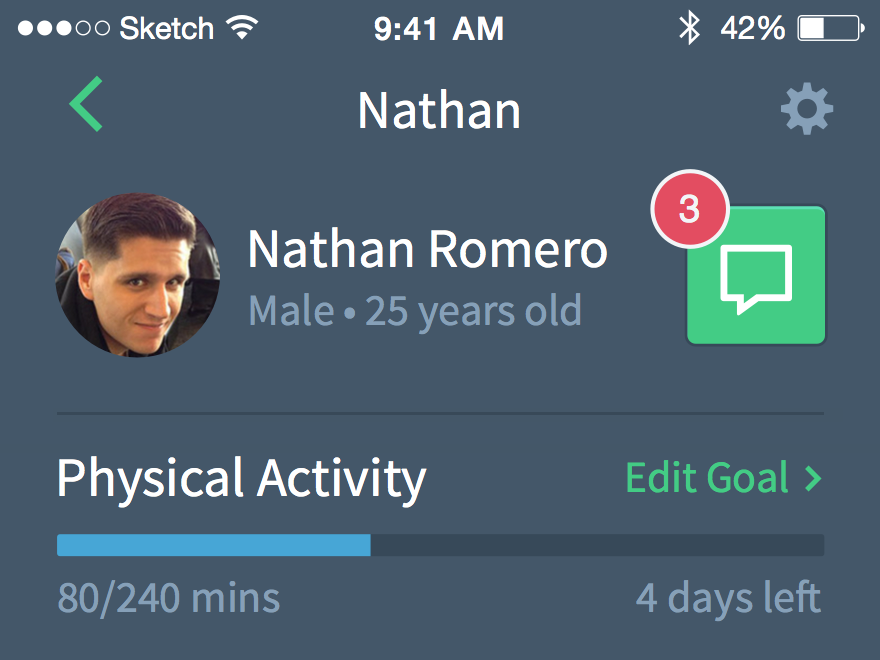 Sketch 9:41 AM 42%
Nathan
3
Nathan Romero
Male • 25 years old
Physical Activity Edit Goal >
80/240 mins 4 days left